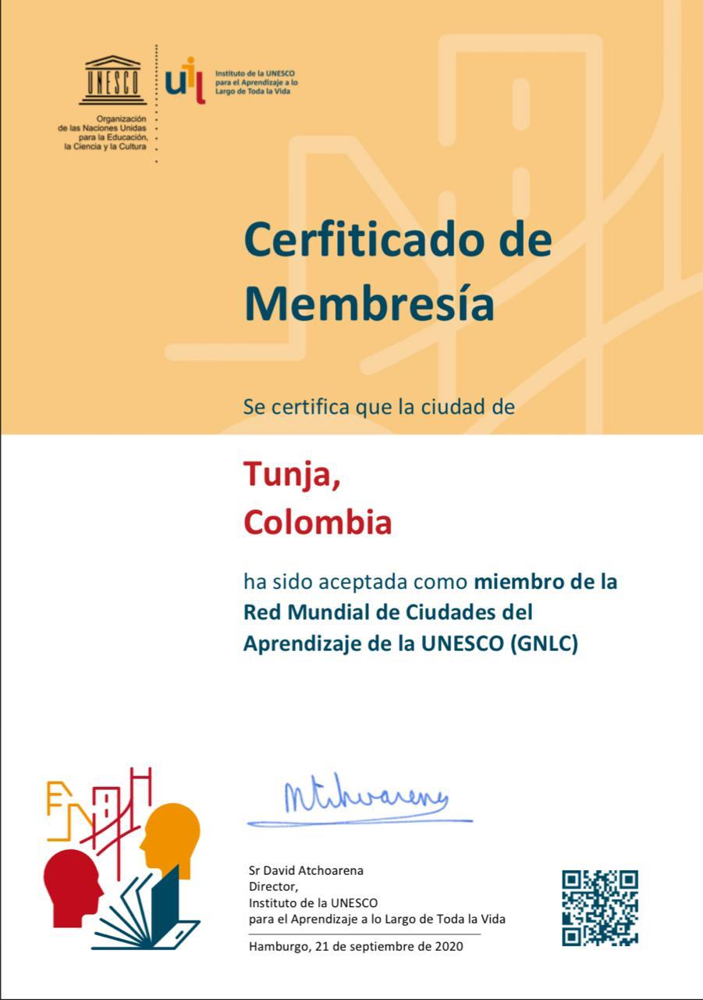 UNESCO
Organización
de las Naciones Unidas
para la Educación,
la Ciencia y la Cultura
uil
Instituto de la UNESCO
para el Aprendizaje a lo
Largo de Toda la Vida
Cerfiticado de
Membresía
Se certifica que la ciudad de
Tunja,
Colombia
ha sido aceptada como miembro de la
Red Mundial de Ciudades del
Aprendizaje de la UNESCO (GNLC)
Sr David Atchoarena
Director,
Instituto de la UNESCO
para el Aprendizaje a lo Largo de Toda la Vida
Hamburgo, 21 de septiembre de 2020